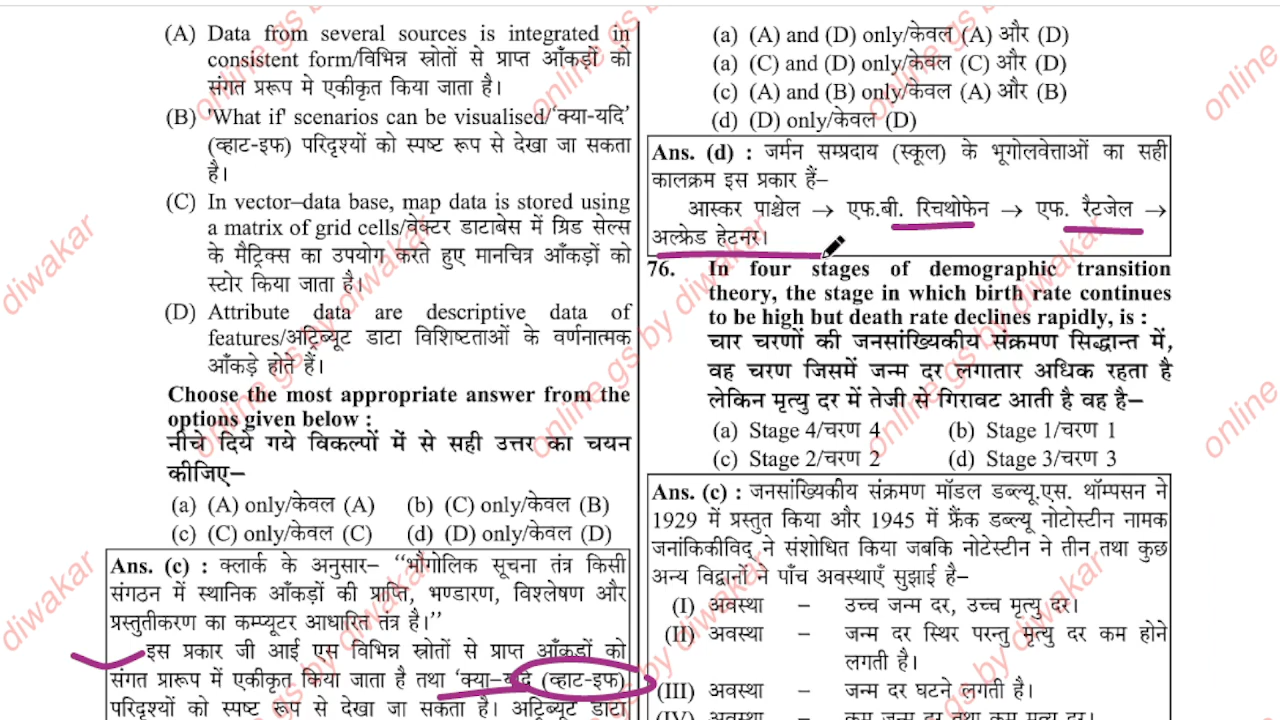 (A) Data from several sources is integrated in
consistent form/विभिन्न स्रोतों से प्राप्त आँकड़ों को
संगत प्ररूप मे एकीकृत किया जाता है।
(B) 'What if' scenarios can be visualised/‘क्या-यदि’
(व्हाट-इफ) परिदृश्यों को स्पष्ट रूप से देखा जा सकता
है।
(C) In vector–data base, map data is stored using
a matrix of grid cells/वेक्टर डाटाबेस में ग्रिड सेल्स
के मैट्रिक्स का उपयोग करते हुए मानचित्र आँकड़ों को
स्टोर किया जाता है।
(D) Attribute data are descriptive data of
features/अट्रिब्यूट डाटा विशिष्टताओं के वर्णनात्मक
आँकड़े होते हैं।
Choose the most appropriate answer from the
options given below :
नीचे दिये गये विकल्पों में से सही उत्तर का चयन
कीजिए–
(a) (A) only/केवल (A) (b) (C) only/केवल (B)
(c) (C) only/केवल (C) (d) (D) only/केवल (D)
Ans. (c) : क्लार्क के अनुसार– ‘‘भौगोलिक सूचना तंत्र किसी
संगठन में स्थानिक आँकड़ों की प्राप्ति, भण्डारण, विश्लेषण और
प्रस्तुतीकरण का कम्प्यूटर आधारित तंत्र है।’’
इस प्रकार जी आई एस विभिन्न स्रोतों से प्राप्त आँकड़ों को
संगत प्रारूप में एकीकृत किया जाता है तथा ‘क्या–यदि (व्हाट-इफ)
परिदृश्यों को स्पष्ट रूप से देखा जा सकता है। अट्रिब्यूट डाटा
(a) (A) and (D) only/केवल (A) और (D)
(a) (C) and (D) only/केवल (C) और (D)
(c) (A) and (B) only/केवल (A) और (B)
(d) (D) only/केवल (D)
Ans. (d) : जर्मन सम्प्रदाय (स्कूल) के भूगोलवेत्ताओं का सही
कालक्रम इस प्रकार हैं–
आस्कर पाश्चेल → एफ.बी. रिचथोफेन → एफ. रैटजेल →
अल्फ्रेड हेटनर।
76. In four stages of demographic transition
theory, the stage in which birth rate continues
to be high but death rate declines rapidly, is :
चार चरणों की जनसांख्यिकीय संक्रमण सिद्धान्त में,
वह चरण जिसमें जन्म दर लगातार अधिक रहता है
लेकिन मृत्यु दर में तेजी से गिरावट आती है वह है–
(a) Stage 4/चरण 4 (b) Stage 1/चरण 1
(c) Stage 2/चरण 2 (d) Stage 3/चरण 3
Ans. (c) : जनसांख्यिकीय संक्रमण मॉडल डब्ल्यू.एस. थॉम्पसन ने
1929 में प्रस्तुत किया और 1945 में फ्रैंक डब्ल्यू नोटोस्टीन नामक
जनांकिकीविद् ने संशोधित किया जबकि नोटेस्टीन ने तीन तथा कुछ
अन्य विद्वानों ने पाँच अवस्थाएँ सुझाई है–
(I) अवस्था – उच्च जन्म दर, उच्च मृत्यु दर।
(II) अवस्था – जन्म दर स्थिर परन्तु मृत्यु दर कम होने
लगती है।
(III) अवस्था – जन्म दर घटने लगती है।
(IV) अवस्था – कम जन्म दर तथा कम मृत्यु दर।
online gs by diwakar